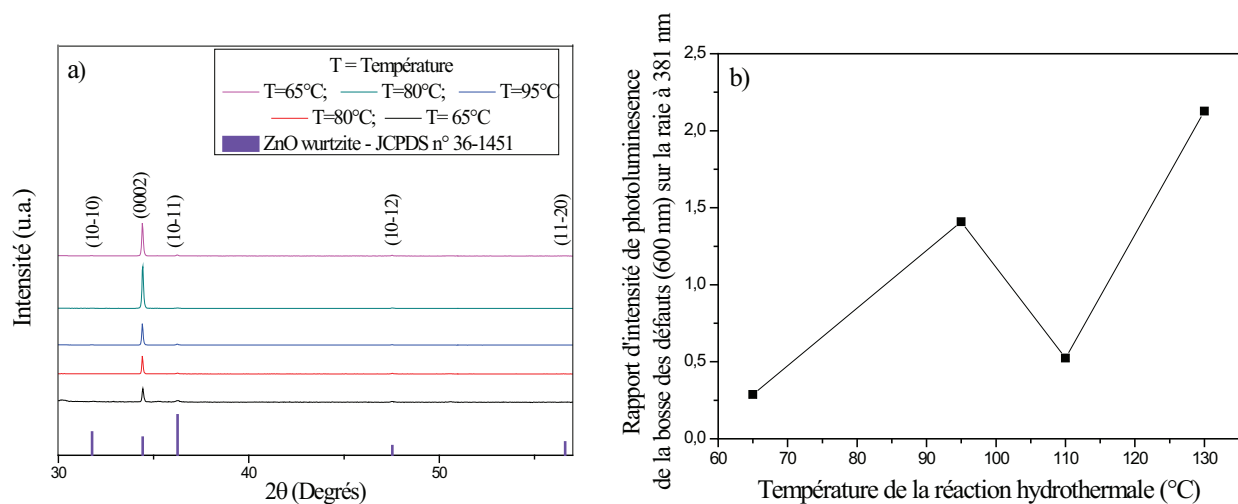 a)
T = Température
T=65°C; T=80°C; T=95°C
T=80°C; T= 65°C
ZnO wurtzite - JCPDS n° 36-1451
(10-10)
(0002)
(10-11)
(10-12)
(11-20)
Intensité (u.a.)
30 40 50
2θ (Degrés)
b)
Rapport d'intensité de photoluminesence
de la bosse des défauts (600 nm) sur la raie à 381 nm
2,5
2,0
1,5
1,0
0,5
0,0
60 70 80 90 100 110 120 130
Température de la réaction hydrothermale (°C)